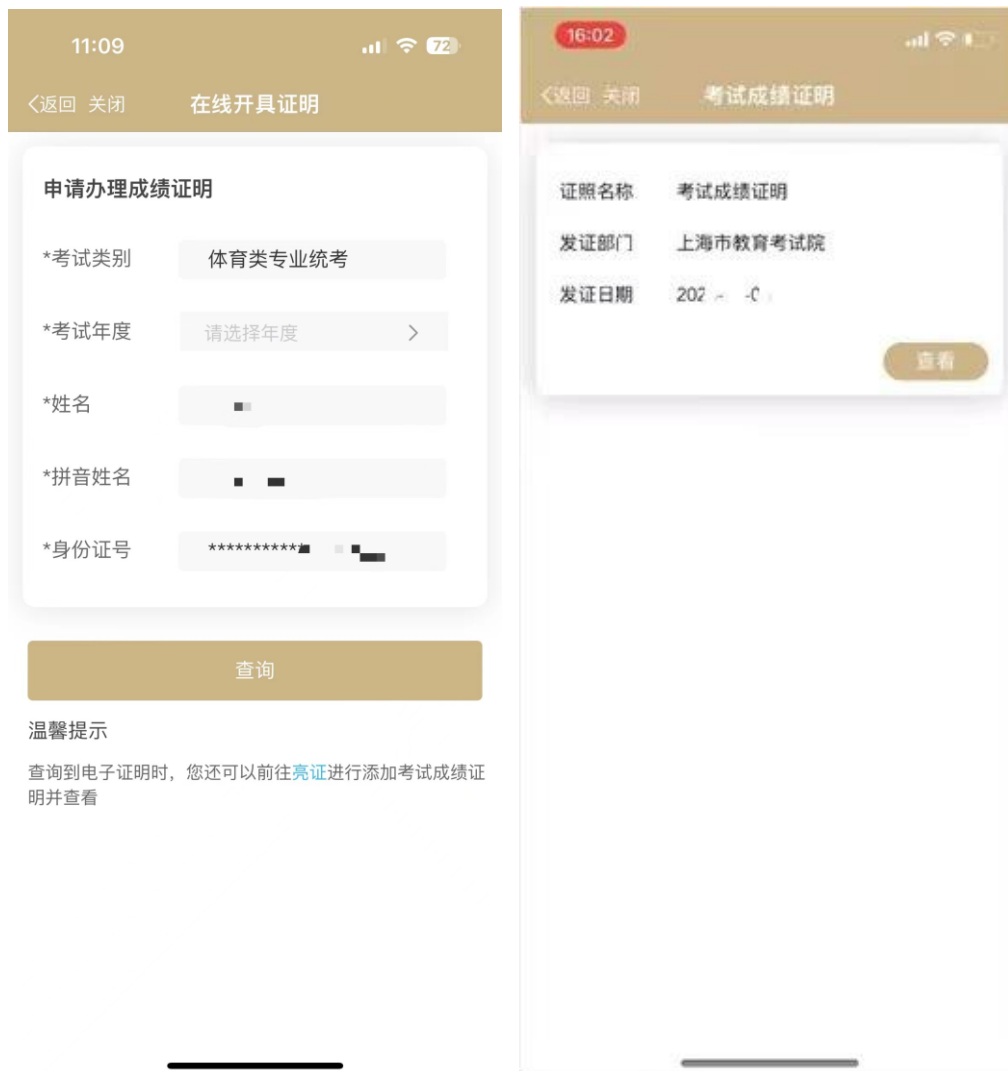 11:09
72
<返回 关闭 在线开具证明
申请办理成绩证明
*考试类别 体育类专业统考
*考试年度 请选择年度 >
*姓名
*拼音姓名
*身份证号 ***********
查询
温馨提示
查询到电子证明时，您还可以前往亮证进行添加考试成绩证
明并查看
16:02
<返回 关闭 考试成绩证明
证照名称 考试成绩证明
发证部门 上海市教育考试院
发证日期 202
查看